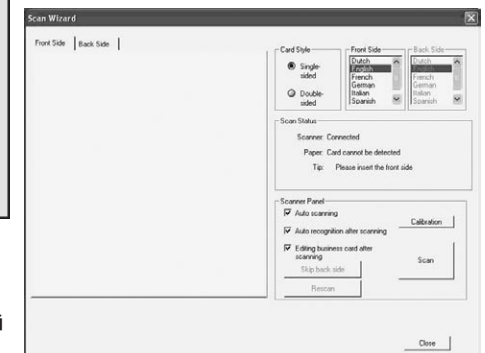 Scan Wizard
Front Side
Back Side
Card Style
Single-
sided
Double-
sided
Front Side
Dutch
English
French
German
Italian
Spanish
Back Side
Dutch
English
French
German
Italian
Spanish
Scan Status
Scanner: Connected
Paper: Card cannot be detected
Tip: Please insert the front side
Scanner Panel
Auto scanning
Auto recognition after scanning
Editing business card after
scanning
Calibration
Scan
Skip back side
Rescan
Close